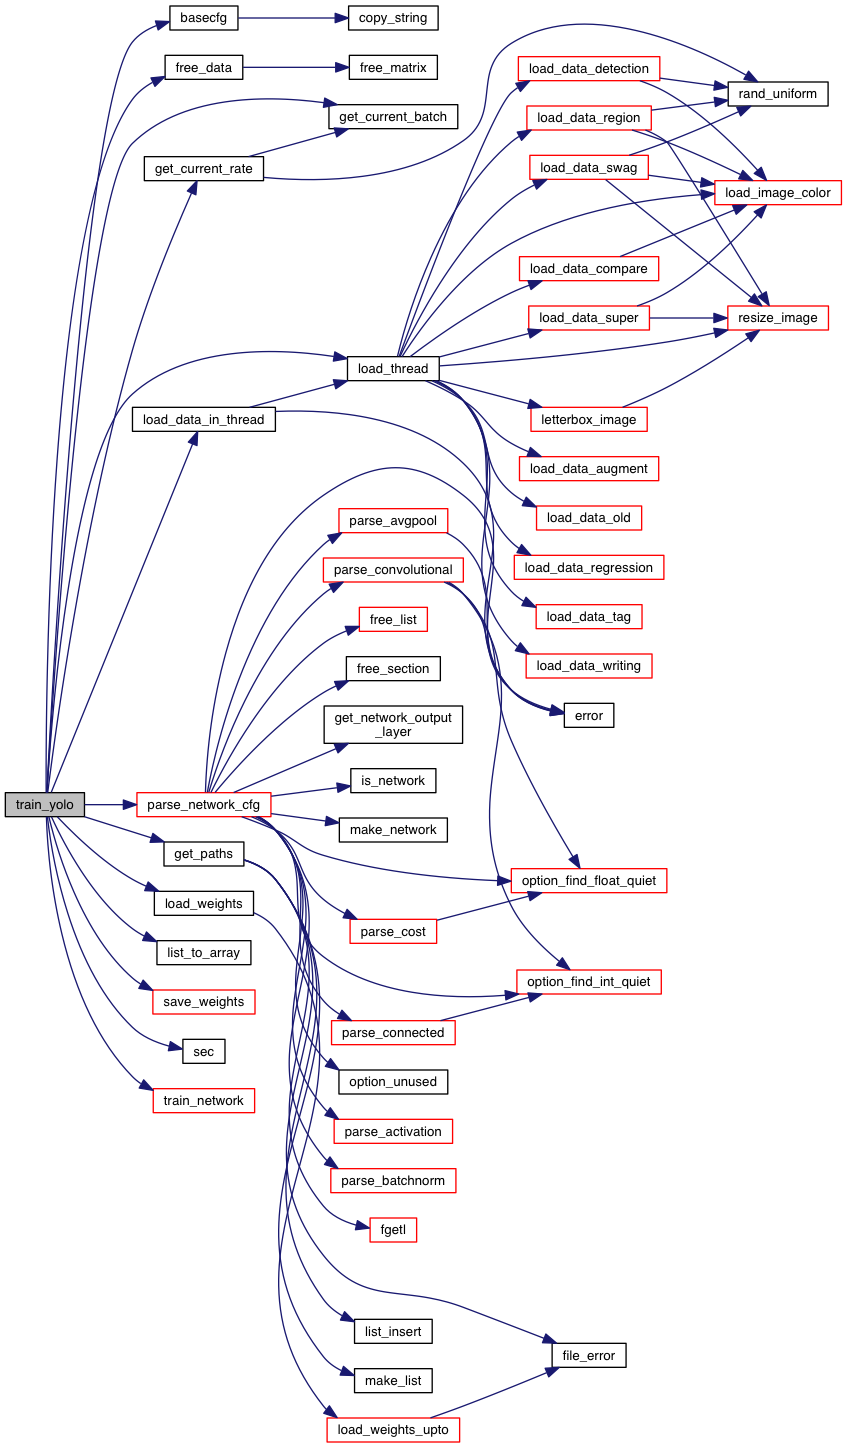 basecfg
copy_string
free_data
free_matrix
get_current_batch
get_current_rate
load_data_detection
rand_uniform
load_data_region
load_data_swag
load_image_color
load_data_compare
load_data_super
resize_image
load_thread
load_data_in_thread
letterbox_image
load_data_augment
load_data_old
load_data_regression
load_data_tag
load_data_writing
error
parse_avgpool
parse_convolutional
free_list
free_section
get_network_output
_layer
is_network
make_network
train_yolo
parse_network_cfg
get_paths
load_weights
list_to_array
save_weights
sec
train_network
option_find_float_quiet
parse_cost
option_find_int_quiet
parse_connected
option_unused
parse_activation
parse_batchnorm
fgetl
list_insert
file_error
make_list
load_weights_upto